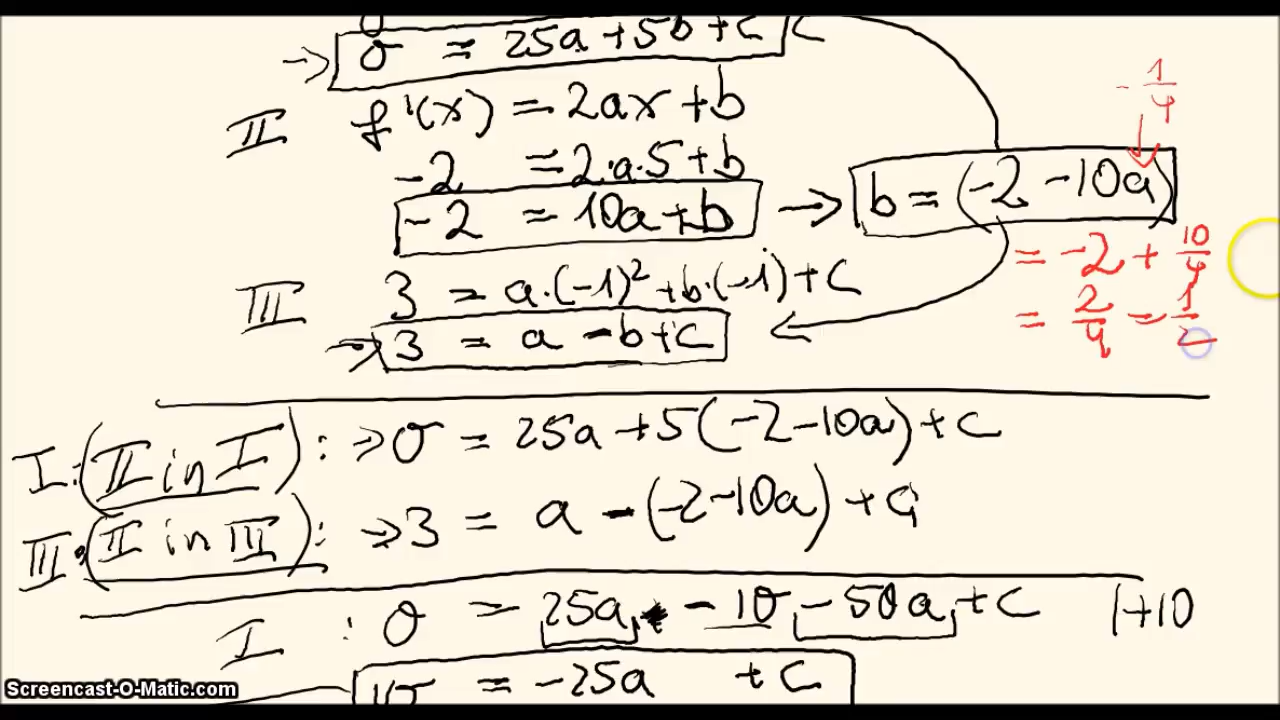 → 0 = 25a + 5b + c c
II f'(x) = 2ax + b
-2 = 2·a·5 + b
-2 = 10a + b → b = (-2 - 10a)
- 1/4
= -2 + 10/4
= 2/4 = 1/2
III 3 = a·(-1)² + b·(-1) + c
→ 3 = a - b + c
I: (II in I): → 0 = 25a + 5(-2 - 10a) + c
III: (II in III): → 3 = a - (-2 - 10a) + c
I : 0 = 25a - 10 - 50a + c |+10
10 = -25a + c
Screencast-O-Matic.com